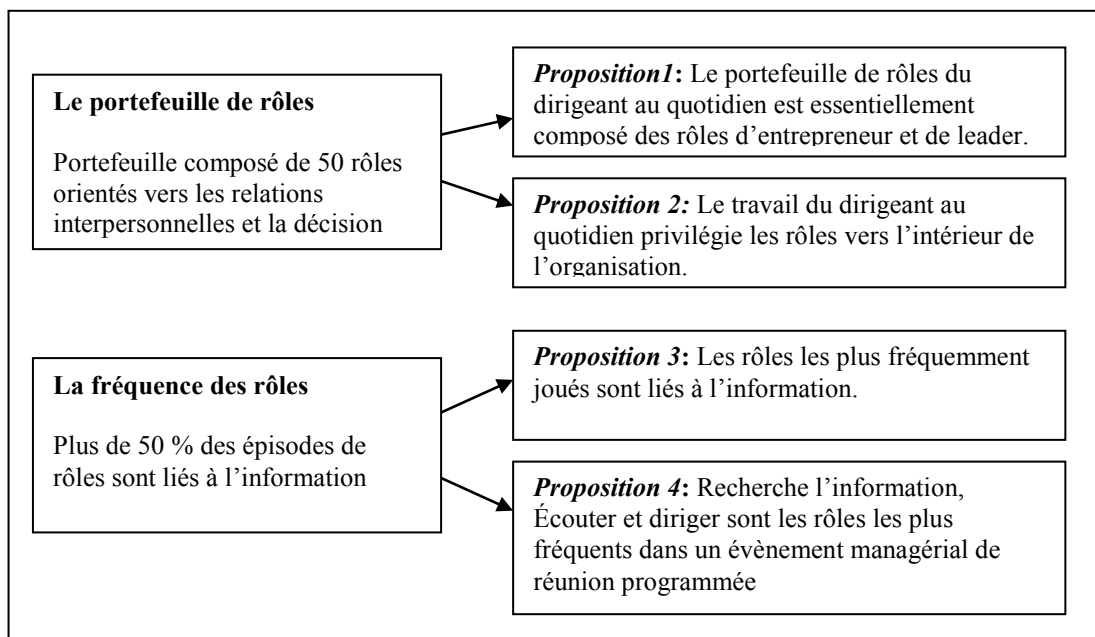 Le portefeuille de rôles
Portefeuille composé de 50 rôles
orientés vers les relations
interpersonnelles et la décision
Proposition1: Le portefeuille de rôles du
dirigeant au quotidien est essentiellement
composé des rôles d’entrepreneur et de leader.
Proposition 2: Le travail du dirigeant au
quotidien privilégie les rôles vers l’intérieur de
l’organisation.
La fréquence des rôles
Plus de 50 % des épisodes de
rôles sont liés à l’information
Proposition 3: Les rôles les plus fréquemment
joués sont liés à l’information.
Proposition 4: Recherche l’information,
Écouter et diriger sont les rôles les plus
fréquents dans un évènement managérial de
réunion programmée